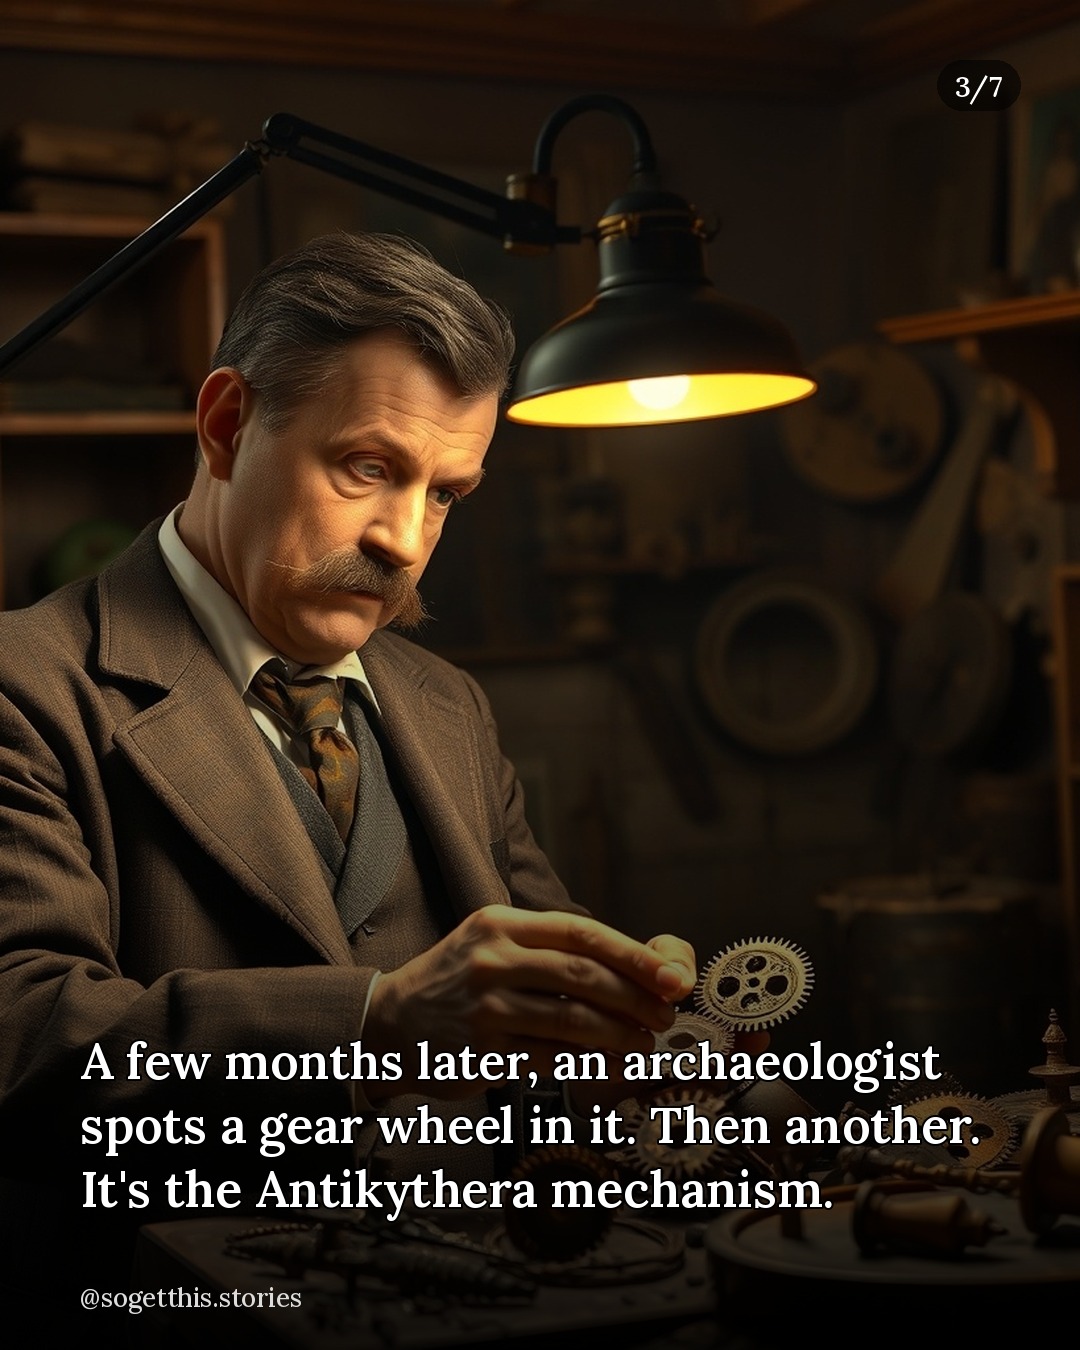 3/7
A few months later, an archaeologist
spots a gear wheel in it. Then another.
It's the Antikythera mechanism.
@sogetthis.stories